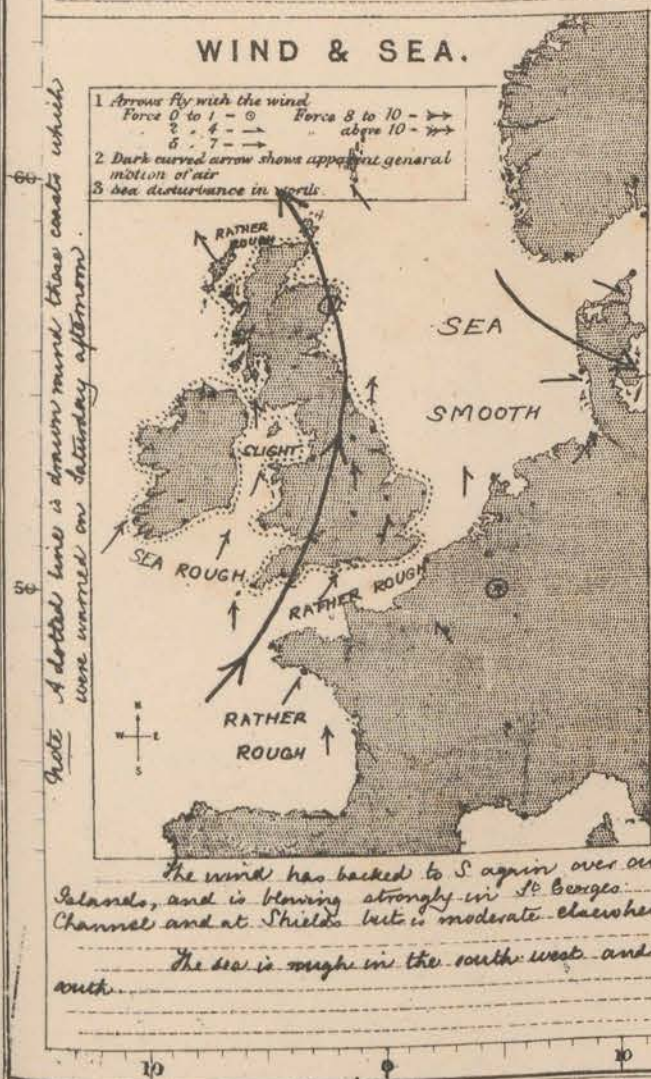 WIND & SEA.
1 Arrows fly with the wind
Force 0 to 1 - ⊙ Force 8 to 10 - 
" 2 " 4 - → " above 10 - 
" 5 " 7 - →
2 Dark curved arrow shows apparent general
motion of air
3 Sea disturbance in words.
Note A dotted line is drawn round those coasts which
were warned on Saturday afternoon.
60
RATHER
ROUGH
SEA
SMOOTH
SLIGHT
SEA ROUGH
50
RATHER ROUGH
RATHER
ROUGH
N
W E
S
The wind has backed to S again over ou
Islands, and is blowing strongly in St. Georges
Channel and at Shields but is moderate elsewhe
The sea is rough in the south west and
south.
10 0 10